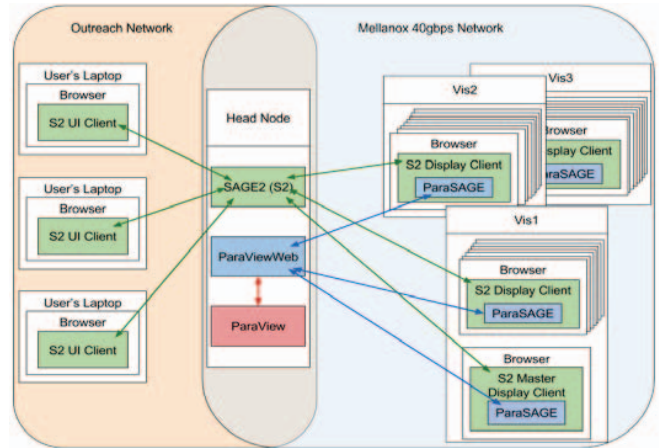 Outreach Network
Mellanox 40gbps Network
User's Laptop
Browser
S2 UI Client
User's Laptop
Browser
S2 UI Client
User's Laptop
Browser
S2 UI Client
Head Node
SAGE2 (S2)
ParaViewWeb
ParaView
Vis2
Browser
S2 Display Client
ParaSAGE
Vis3
Browser
Display Client
ParaSAGE
Vis1
Browser
S2 Display Client
ParaSAGE
Browser
S2 Master
Display Client
ParaSAGE